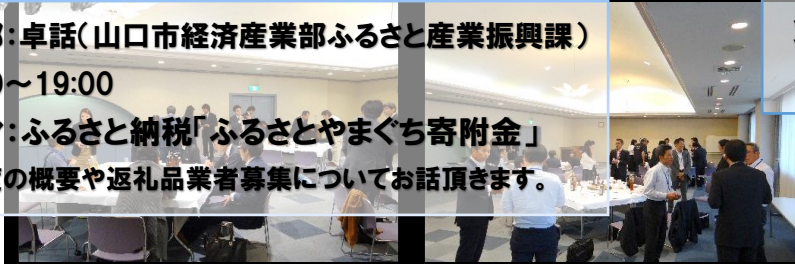 :卓話(山口市経済産業部ふるさと産業振興課)
～19:00
:ふるさと納税「ふるさとやまぐち寄附金」
の概要や返礼品業者募集についてお話頂きます。